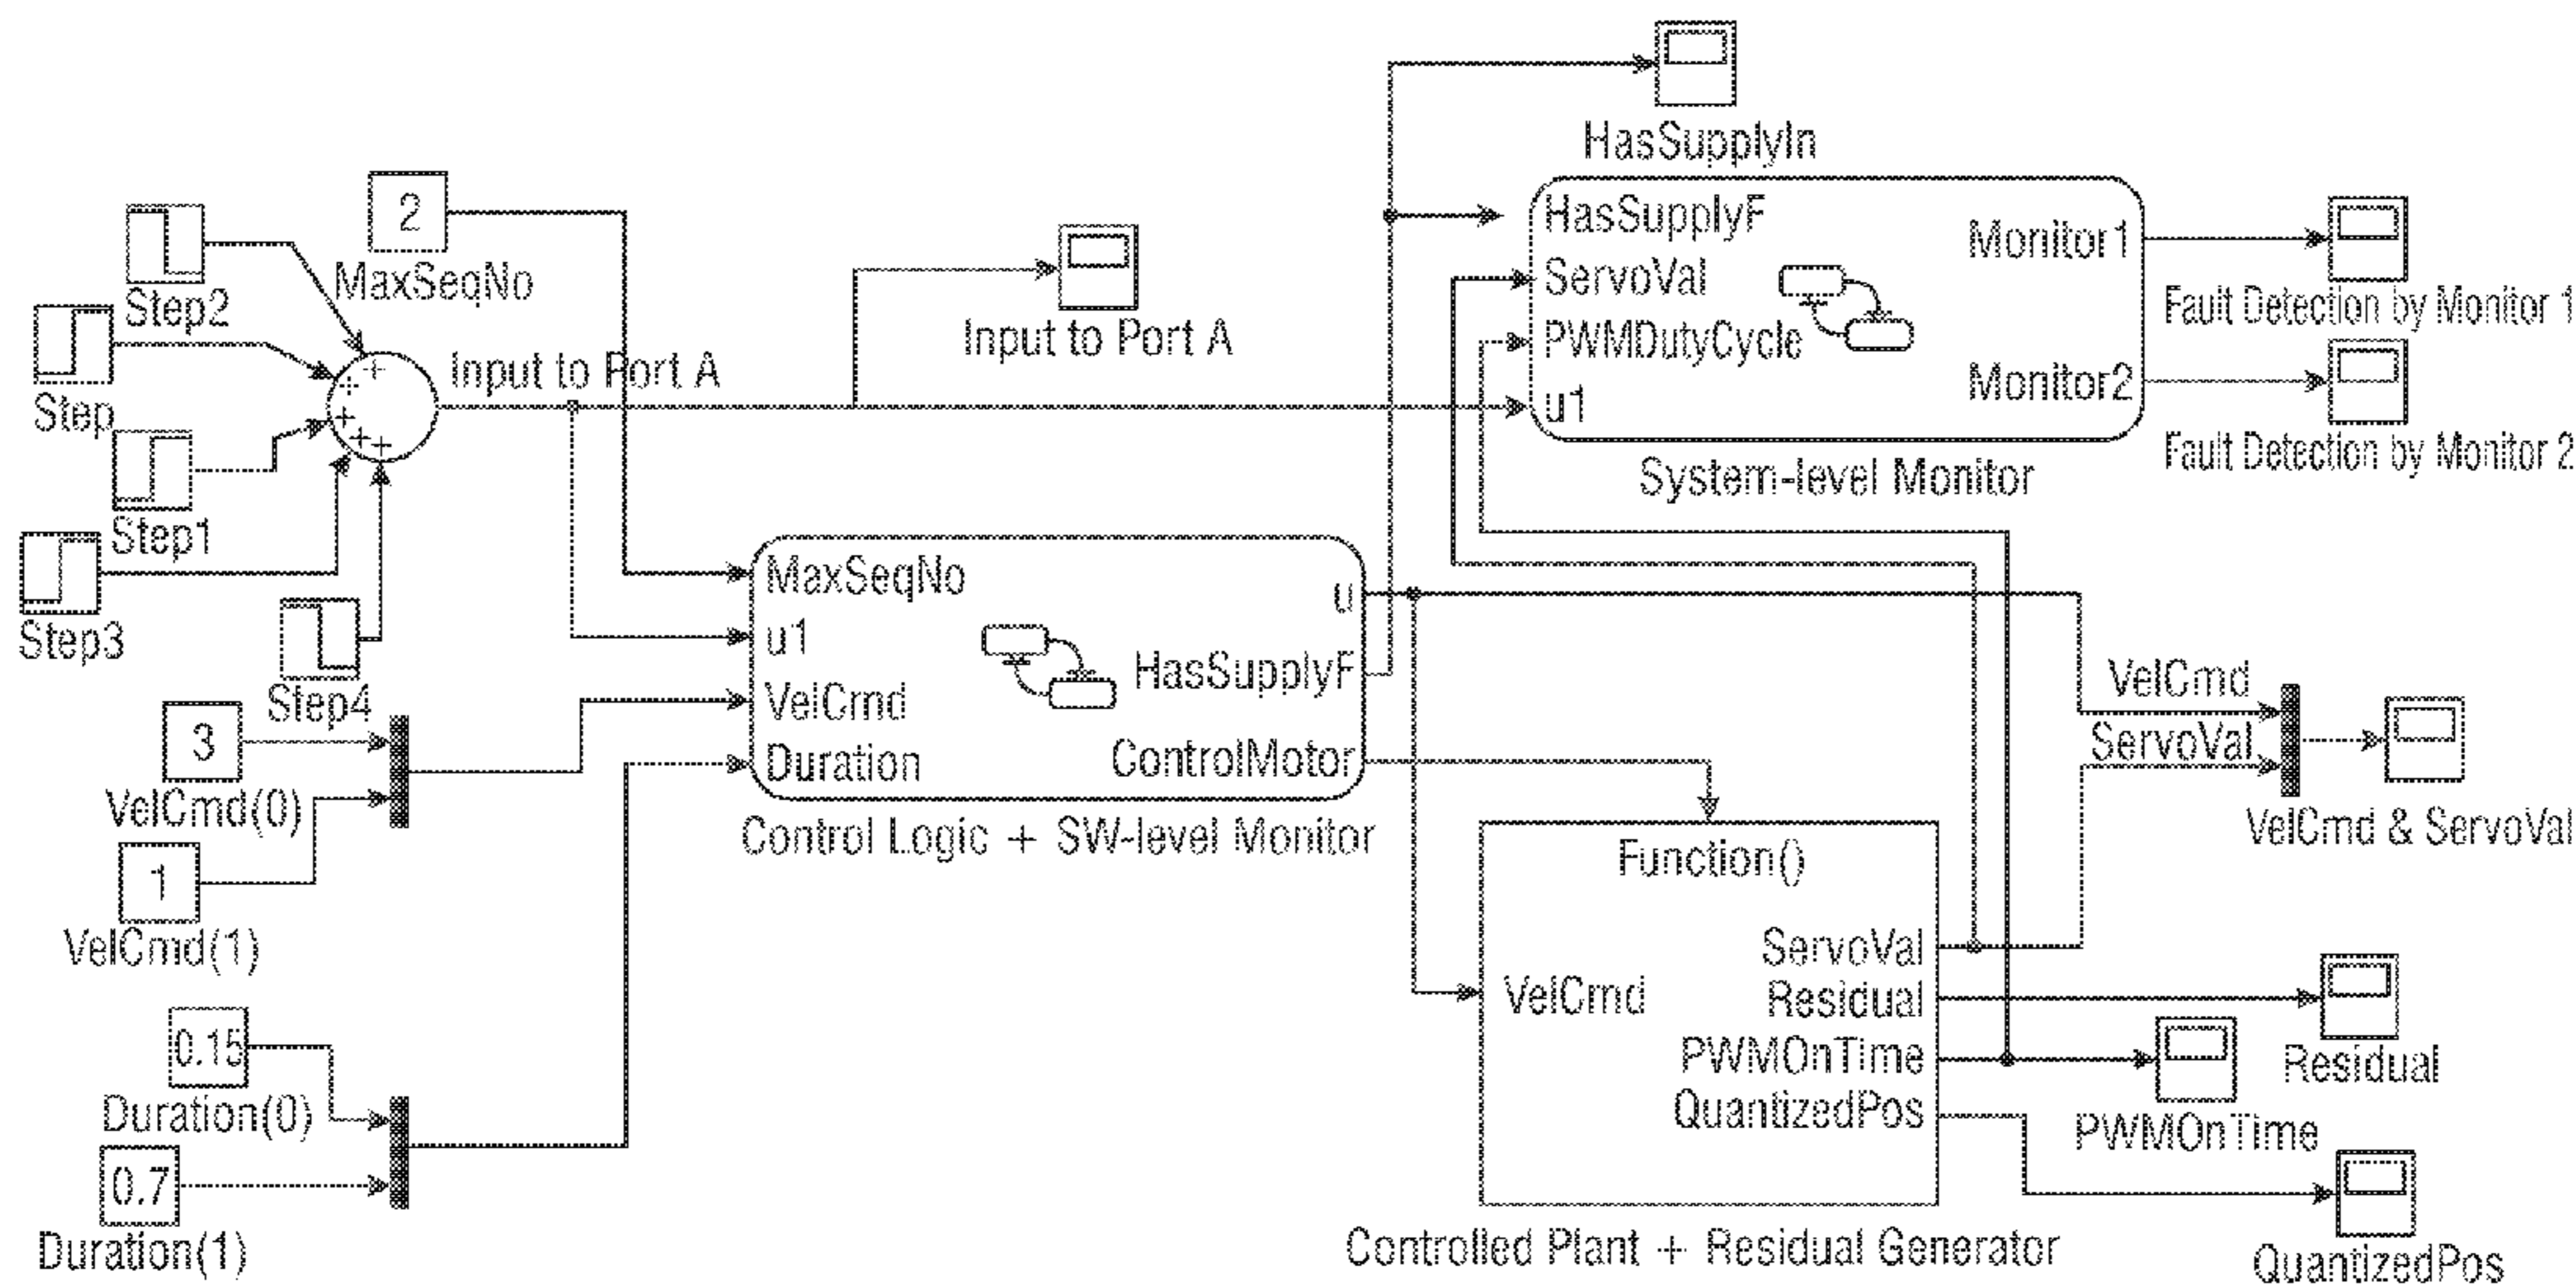 HasSupplyIn
2
MaxSeqNo
Step2
Step
Step1
Step3
Step4
Input to Port A
Input to Port A
HasSupplyF
ServoVal
PWMDutyCycle
u1
Monitor1
Monitor2
System-level Monitor
Fault Detection by Monitor 1
Fault Detection by Monitor 2
MaxSeqNo
u1
VelCmd
Duration
u
HasSupplyF
ControlMotor
Control Logic + SW-level Monitor
3
VelCmd(0)
1
VelCmd(1)
0.15
Duration(0)
0.7
Duration(1)
Function()
VelCmd
ServoVal
Residual
PWMOnTime
QuantizedPos
Controlled Plant + Residual Generator
VelCmd
ServoVal
VelCmd & ServoVal
Residual
PWMOnTime
QuantizedPos